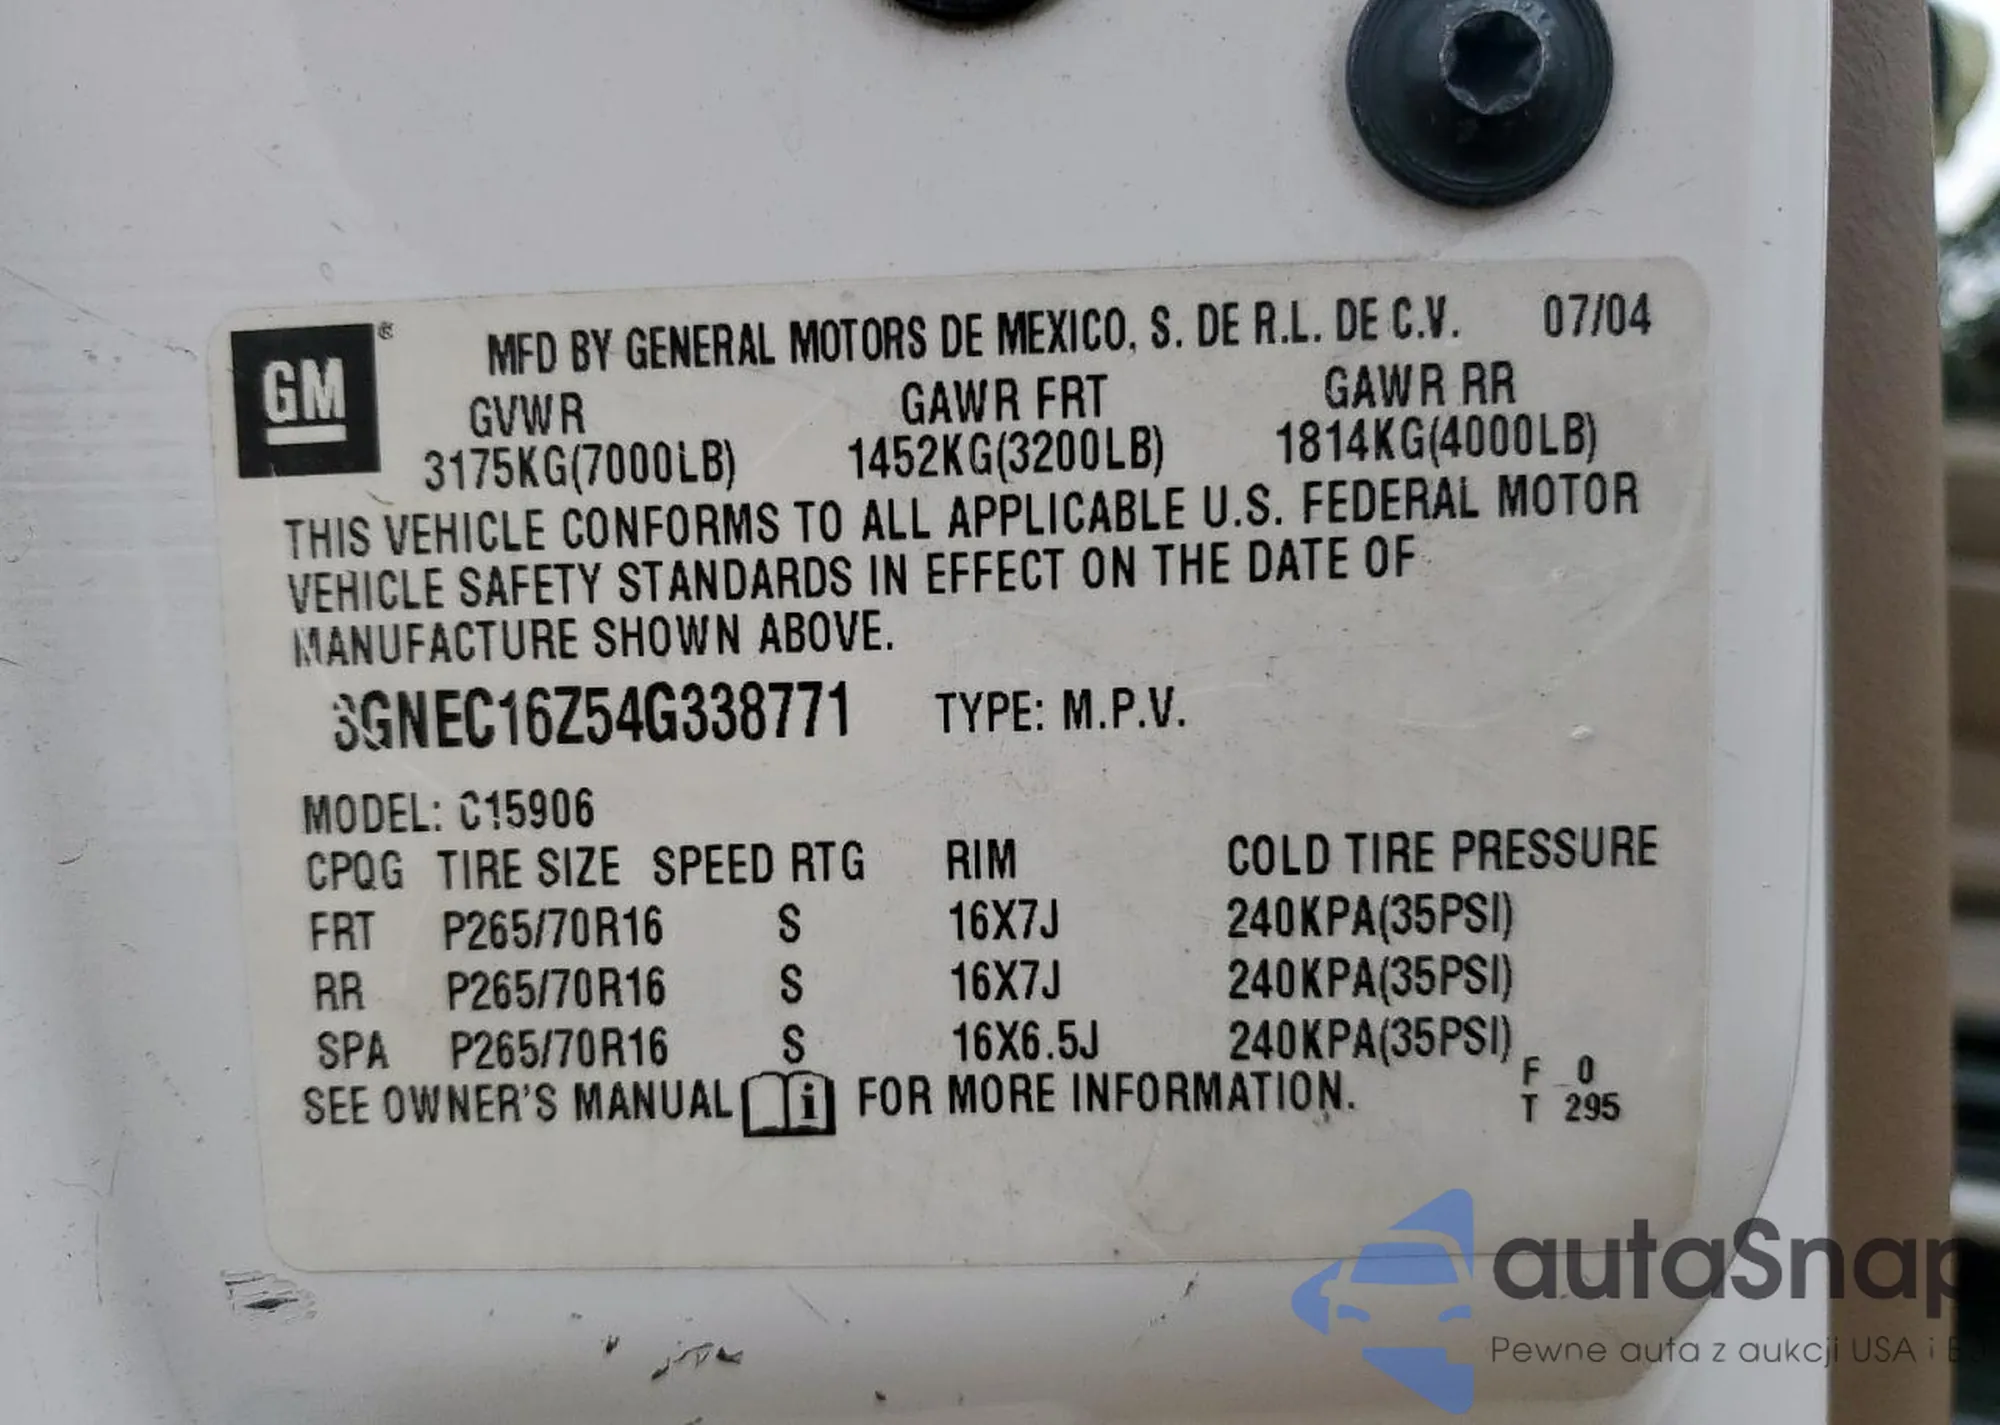 GM ®
MFD BY GENERAL MOTORS DE MEXICO, S. DE R.L. DE C.V. 07/04
GVWR GAWR FRT GAWR RR
3175KG(7000LB) 1452KG(3200LB) 1814KG(4000LB)
THIS VEHICLE CONFORMS TO ALL APPLICABLE U.S. FEDERAL MOTOR
VEHICLE SAFETY STANDARDS IN EFFECT ON THE DATE OF
MANUFACTURE SHOWN ABOVE.
3GNEC16Z54G338771 TYPE: M.P.V.
MODEL: C15906
CPQG TIRE SIZE SPEED RTG RIM COLD TIRE PRESSURE
FRT P265/70R16 S 16X7J 240KPA(35PSI)
RR P265/70R16 S 16X7J 240KPA(35PSI)
SPA P265/70R16 S 16X6.5J 240KPA(35PSI)
SEE OWNER'S MANUAL i FOR MORE INFORMATION.
F 0
T 295
autaSnap
Pewne auta z aukcji USA i